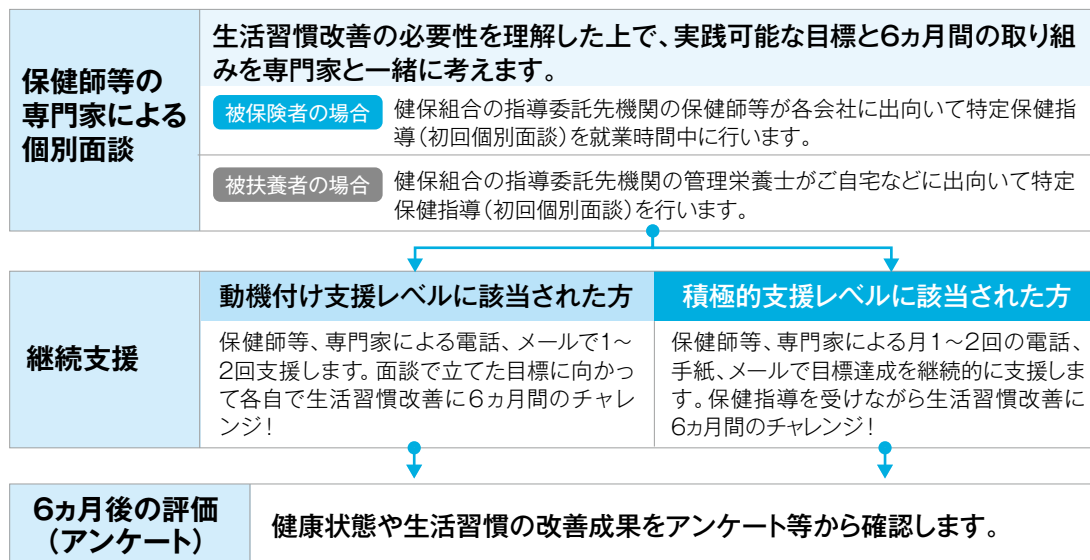 保健師等の
専門家による
個別面談
生活習慣改善の必要性を理解した上で、実践可能な目標と6ヵ月間の取り組
みを専門家と一緒に考えます。
被保険者の場合 健保組合の指導委託先機関の保健師等が各会社に出向いて特定保健指
導（初回個別面談）を就業時間中に行います。
被扶養者の場合 健保組合の指導委託先機関の管理栄養士がご自宅などに出向いて特定
保健指導（初回個別面談）を行います。
継続支援
動機付け支援レベルに該当された方
保健師等、専門家による電話、メールで1～
2回支援します。面談で立てた目標に向かっ
て各自で生活習慣改善に6ヵ月間のチャレ
ンジ！
積極的支援レベルに該当された方
保健師等、専門家による月1～2回の電話、
手紙、メールで目標達成を継続的に支援しま
す。保健指導を受けながら生活習慣改善に
6ヵ月間のチャレンジ！
6ヵ月後の評価
（アンケート）
健康状態や生活習慣の改善成果をアンケート等から確認します。